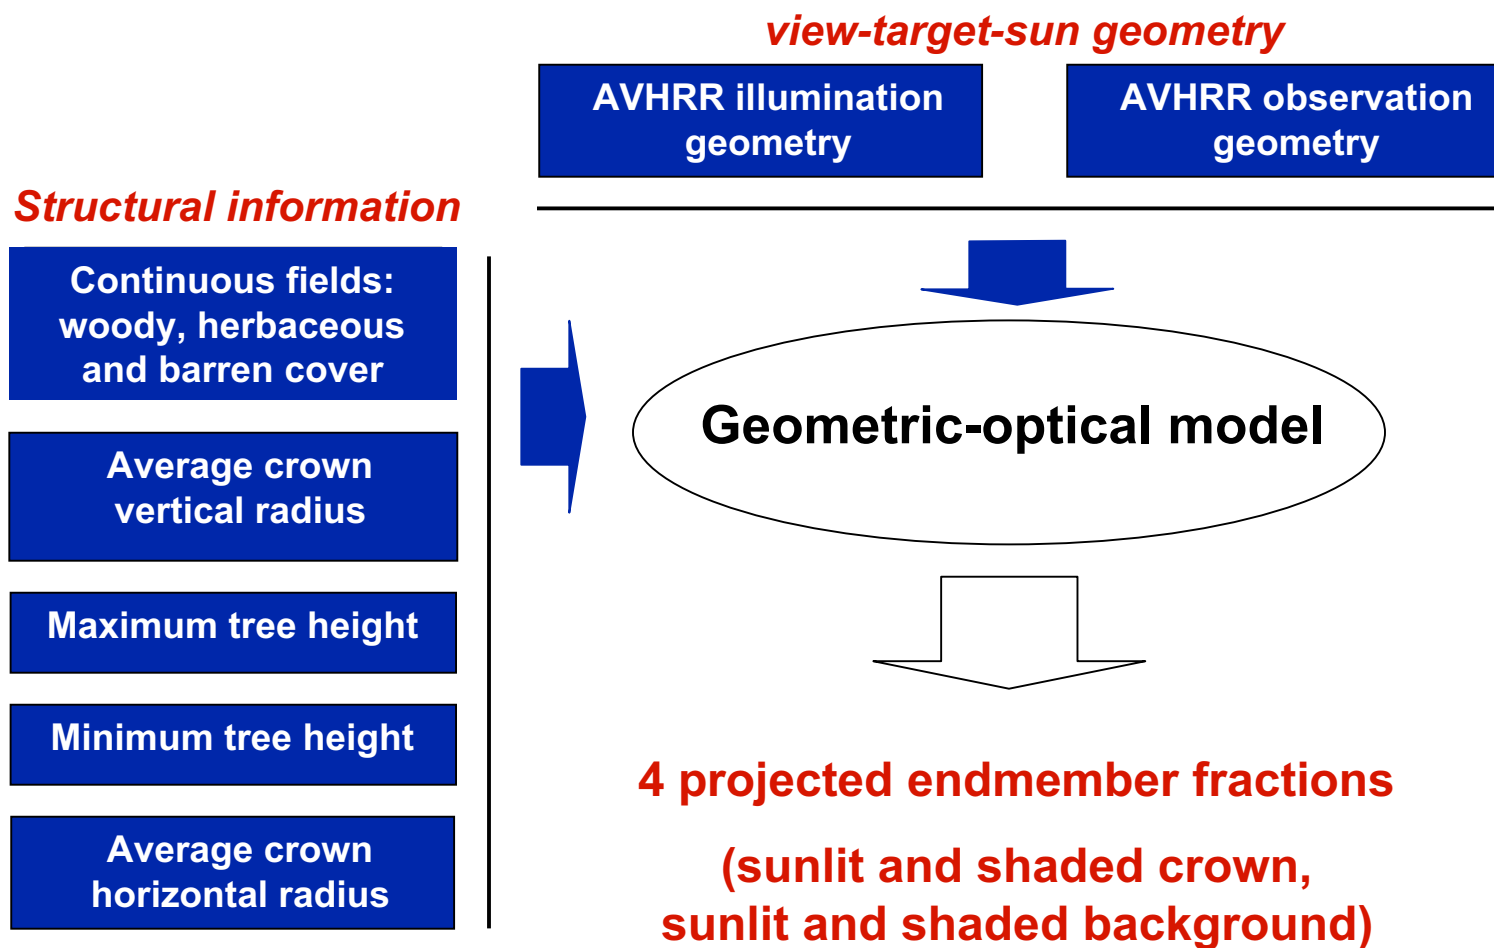 view-target-sun geometry
AVHRR illumination
geometry
AVHRR observation
geometry
Structural information
Continuous fields:
woody, herbaceous
and barren cover
Average crown
vertical radius
Maximum tree height
Minimum tree height
Average crown
horizontal radius
Geometric-optical model
4 projected endmember fractions
(sunlit and shaded crown,
sunlit and shaded background)